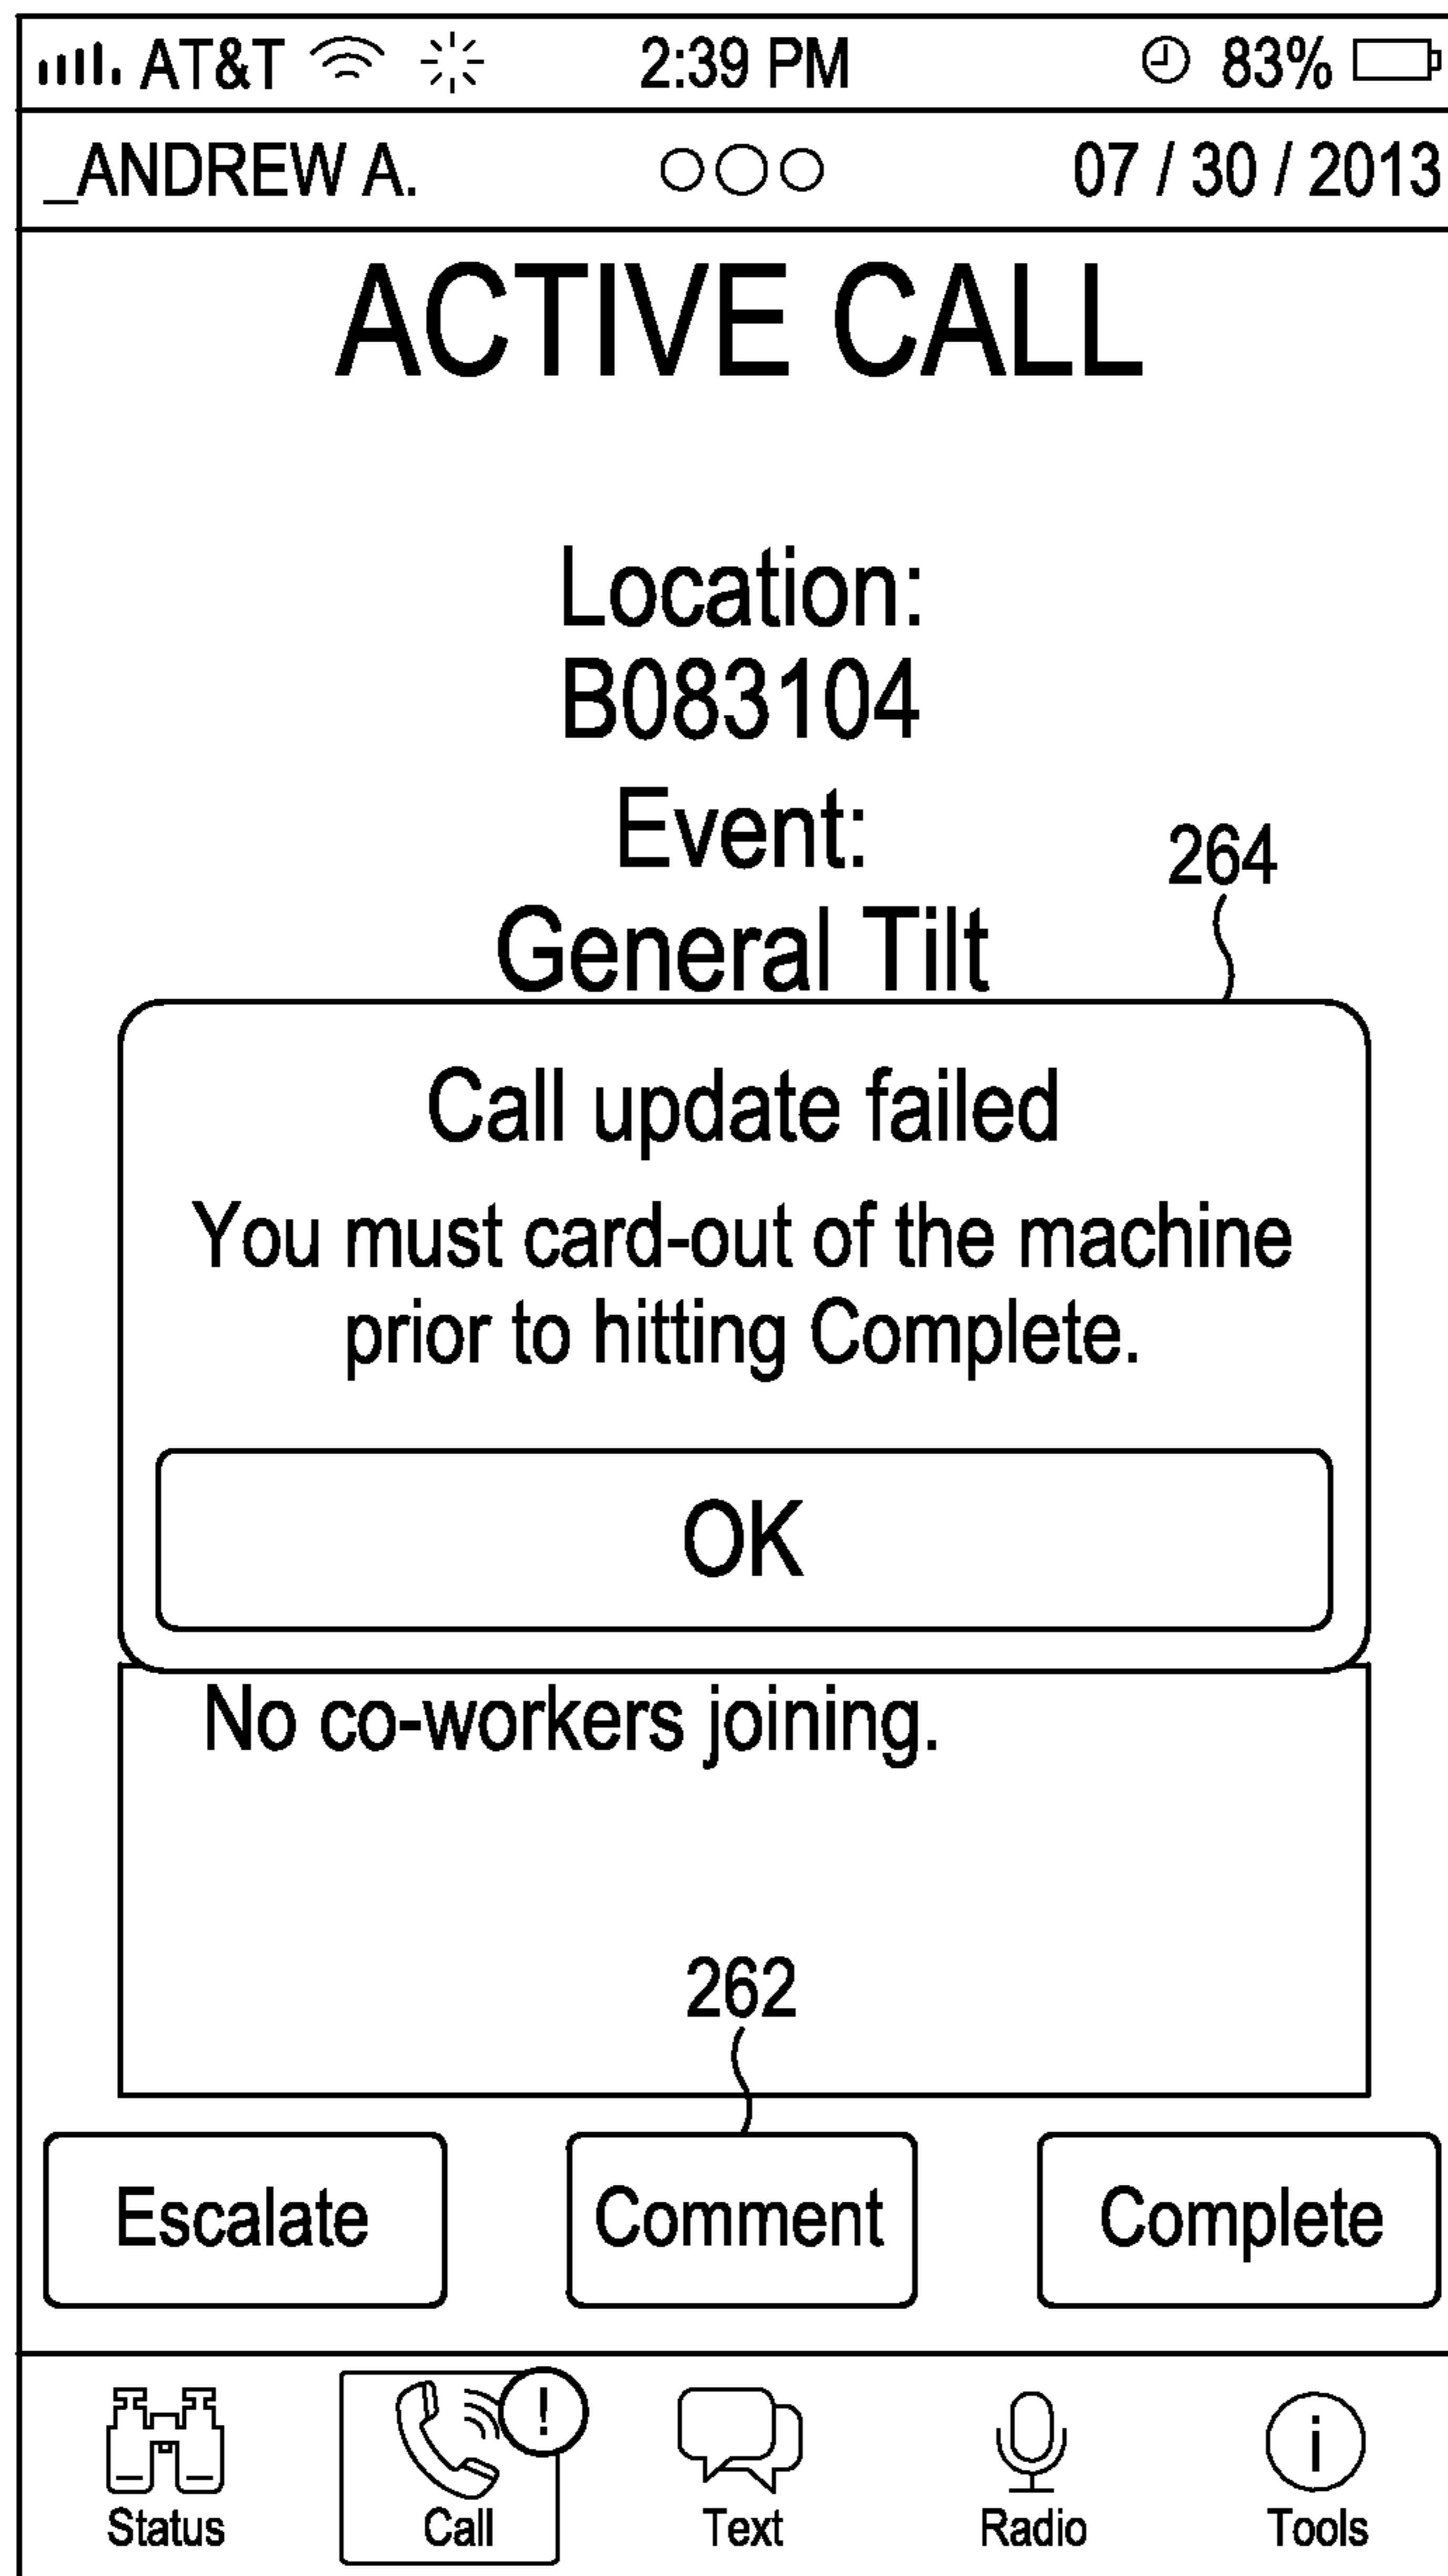 AT&T 2:39 PM 83%
_ANDREW A. 07 / 30 / 2013
ACTIVE CALL
Location:
B083104
Event:
264
General Tilt
Call update failed
You must card-out of the machine
prior to hitting Complete.
OK
No co-workers joining.
262
Escalate Comment Complete
!
i
Status Call Text Radio Tools